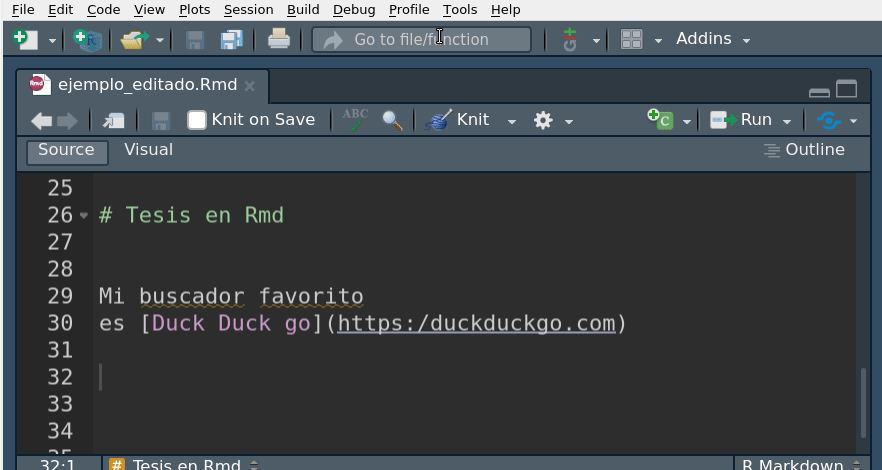 File Edit Code View Plots Session Build Debug Profile Tools Help
Go to file/function Addins
ejemplo_editado.Rmd
Knit on Save ABC Knit C Run
Source Visual Outline
25
26 # Tesis en Rmd
27
28
29 Mi buscador favorito
30 es [Duck Duck go](https:/duckduckgo.com)
31
32
33
34
35
32:1 # Tesis en Rmd R Markdown